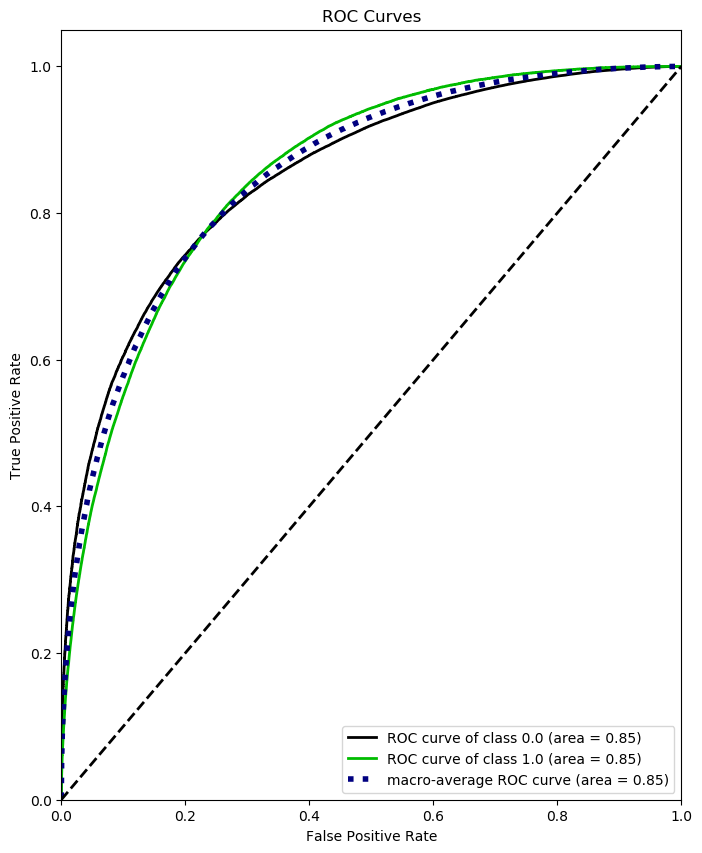 ROC Curves
1.0
0.8
0.6
0.4
0.2
0.0
True Positive Rate
ROC curve of class 0.0 (area = 0.85)
ROC curve of class 1.0 (area = 0.85)
macro-average ROC curve (area = 0.85)
0.0 0.2 0.4 0.6 0.8 1.0
False Positive Rate